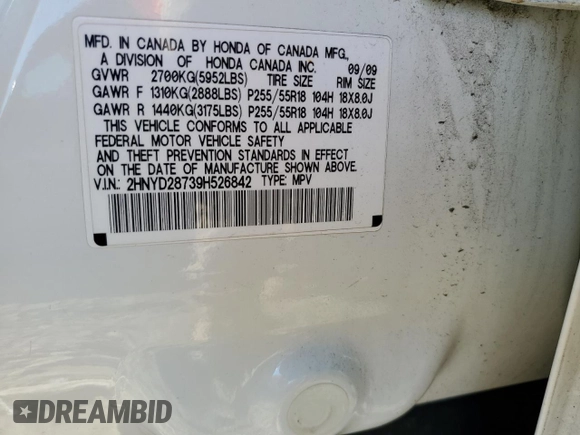 MFD. IN CANADA BY HONDA OF CANADA MFG.,
A DIVISION OF HONDA CANADA INC. 09/09
GVWR 2700KG(5952LBS) TIRE SIZE RIM SIZE
GAWR F 1310KG(2888LBS) P255/55R18 104H 18X8.0J
GAWR R 1440KG(3175LBS) P255/55R18 104H 18X8.0J
THIS VEHICLE CONFORMS TO ALL APPLICABLE
FEDERAL MOTOR VEHICLE SAFETY
AND THEFT PREVENTION STANDARDS IN EFFECT
ON THE DATE OF MANUFACTURE SHOWN ABOVE.
V.I.N.: 2HNYD28739H526842 TYPE: MPV
DREAMBID